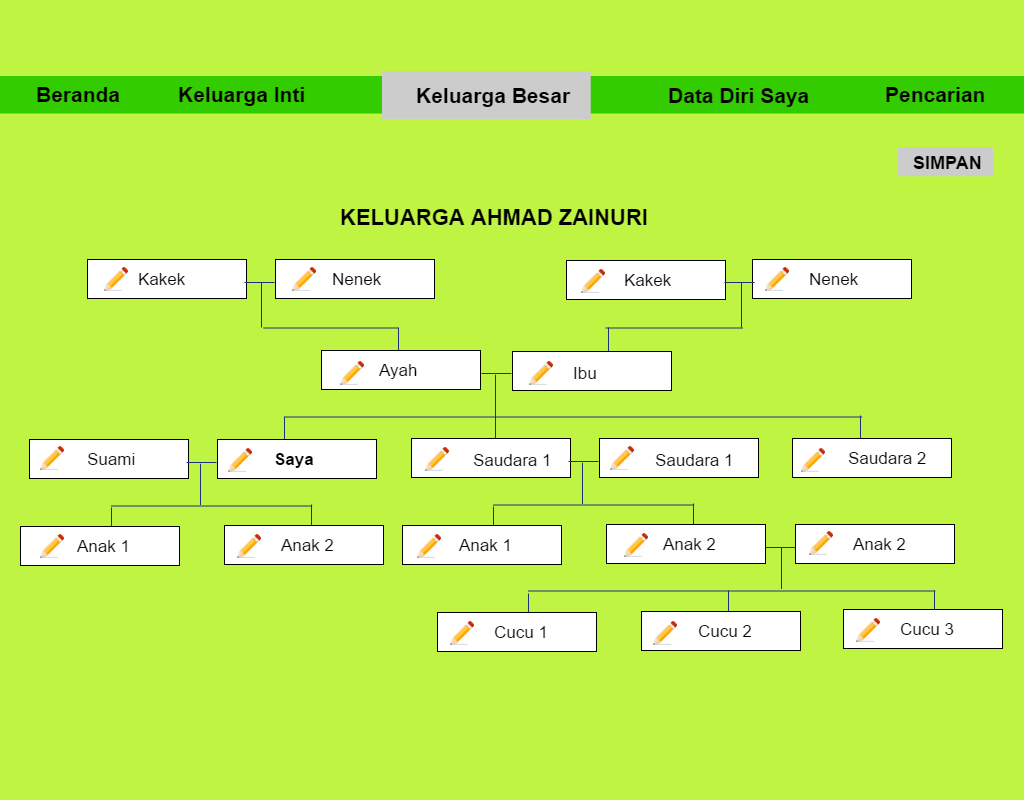 Beranda
Keluarga Inti
Keluarga Besar
Data Diri Saya
Pencarian
SIMPAN
KELUARGA AHMAD ZAINURI
Kakek
Nenek
Kakek
Nenek
Ayah
Ibu
Suami
Saya
Saudara 1
Saudara 1
Saudara 2
Anak 1
Anak 2
Anak 1
Anak 2
Anak 2
Cucu 1
Cucu 2
Cucu 3